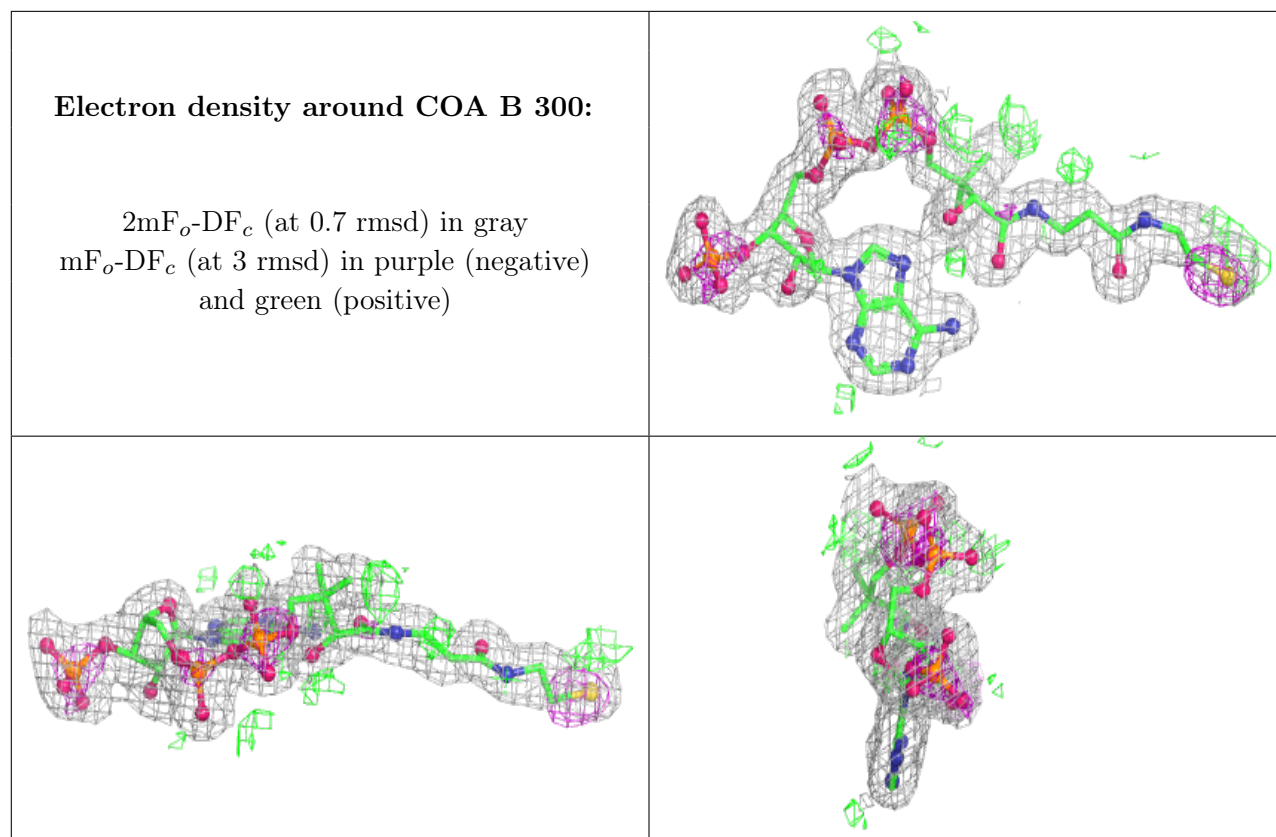 Electron density around COA B 300:
2mFo-DFc (at 0.7 rmsd) in gray
mFo-DFc (at 3 rmsd) in purple (negative)
and green (positive)